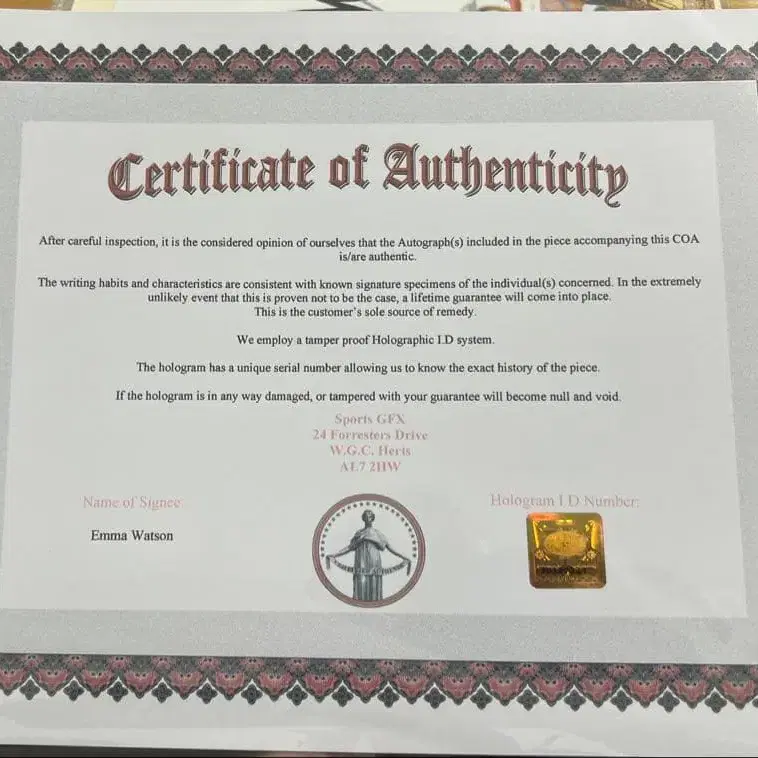 Certificate of Authenticity
After careful inspection, it is the considered opinion of ourselves that the Autograph(s) included in the piece accompanying this COA
is/are authentic.
The writing habits and characteristics are consistent with known signature specimens of the individual(s) concerned. In the extremely
unlikely event that this is proven not to be the case, a lifetime guarantee will come into place.
This is the customer's sole source of remedy.
We employ a tamper proof Holographic I.D system.
The hologram has a unique serial number allowing us to know the exact history of the piece.
If the hologram is in any way damaged, or tampered with your guarantee will become null and void.
Sports GFX
24 Forresters Drive
W.G.C. Herts
AL7 2HW
Name of Signee
Hologram I.D Number:
Emma Watson